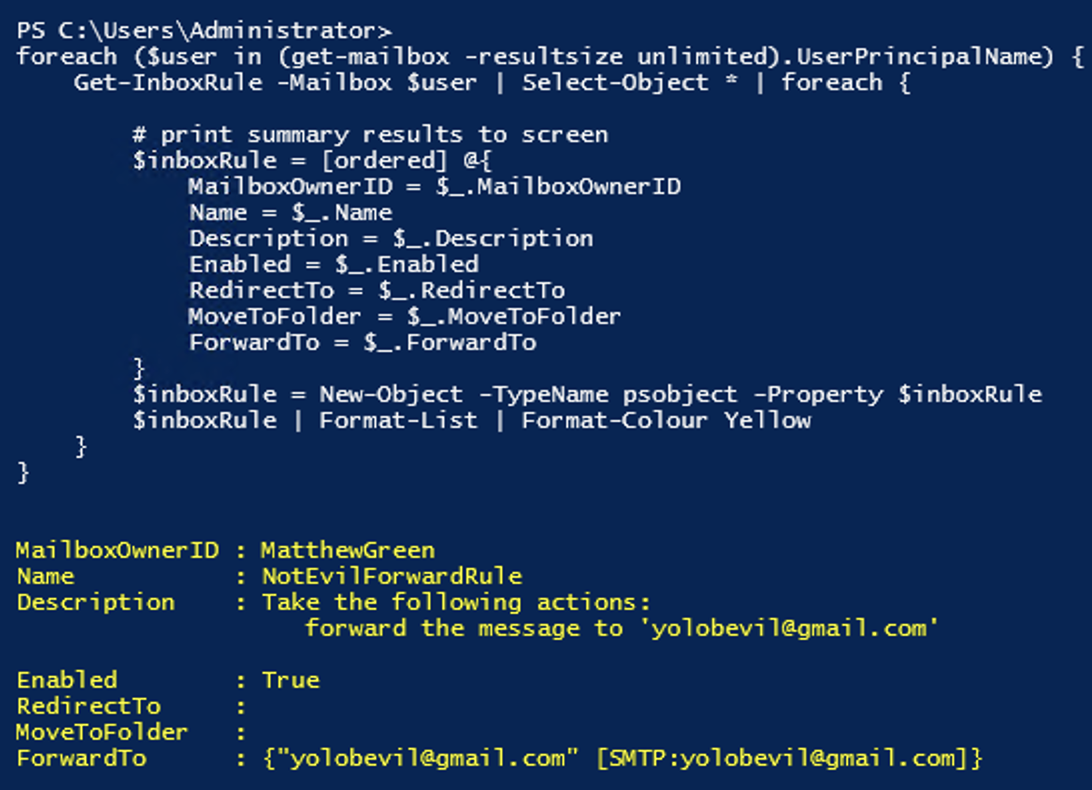 PS C:\Users\Administrator>
foreach ($user in (get-mailbox -resultsize unlimited).UserPrincipalName) {
    Get-InboxRule -Mailbox $user | Select-Object * | foreach {

        # print summary results to screen
        $inboxRule = [ordered] @{
            MailboxOwnerID = $_.MailboxOwnerID
            Name = $_.Name
            Description = $_.Description
            Enabled = $_.Enabled
            RedirectTo = $_.RedirectTo
            MoveToFolder = $_.MoveToFolder
            ForwardTo = $_.ForwardTo
        }
        $inboxRule = New-Object -TypeName psobject -Property $inboxRule
        $inboxRule | Format-List | Format-Colour Yellow
    }
}

MailboxOwnerID : MatthewGreen
Name           : NotEvilForwardRule
Description    : Take the following actions:
                    forward the message to 'yolobevil@gmail.com'

Enabled        : True
RedirectTo     :
MoveToFolder   :
ForwardTo      : {"yolobevil@gmail.com" [SMTP:yolobevil@gmail.com]}